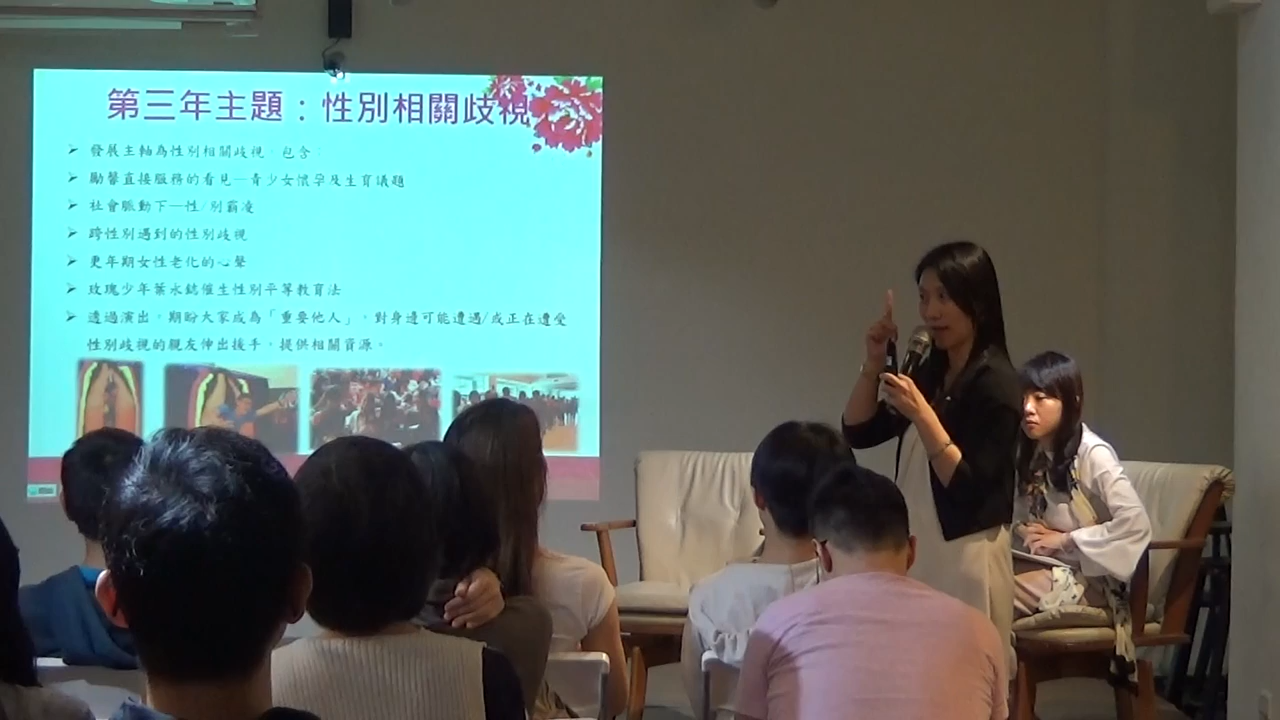 第三年主題：性別相關歧視
➢ 發展主軸為性別相關歧視，包含：
➢ 勵馨直接服務的看見—青少女懷孕及生育議題
➢ 社會脈動下—性/別霸凌
➢ 跨性別遇到的性別歧視
➢ 更年期女性老化的心聲
➢ 玫瑰少年葉永鋕催生性別平等教育法
➢ 透過演出，期盼大家成為「重要他人」，對身邊可能遭遇/或正在遭受
性別歧視的親友伸出援手，提供相關資源。